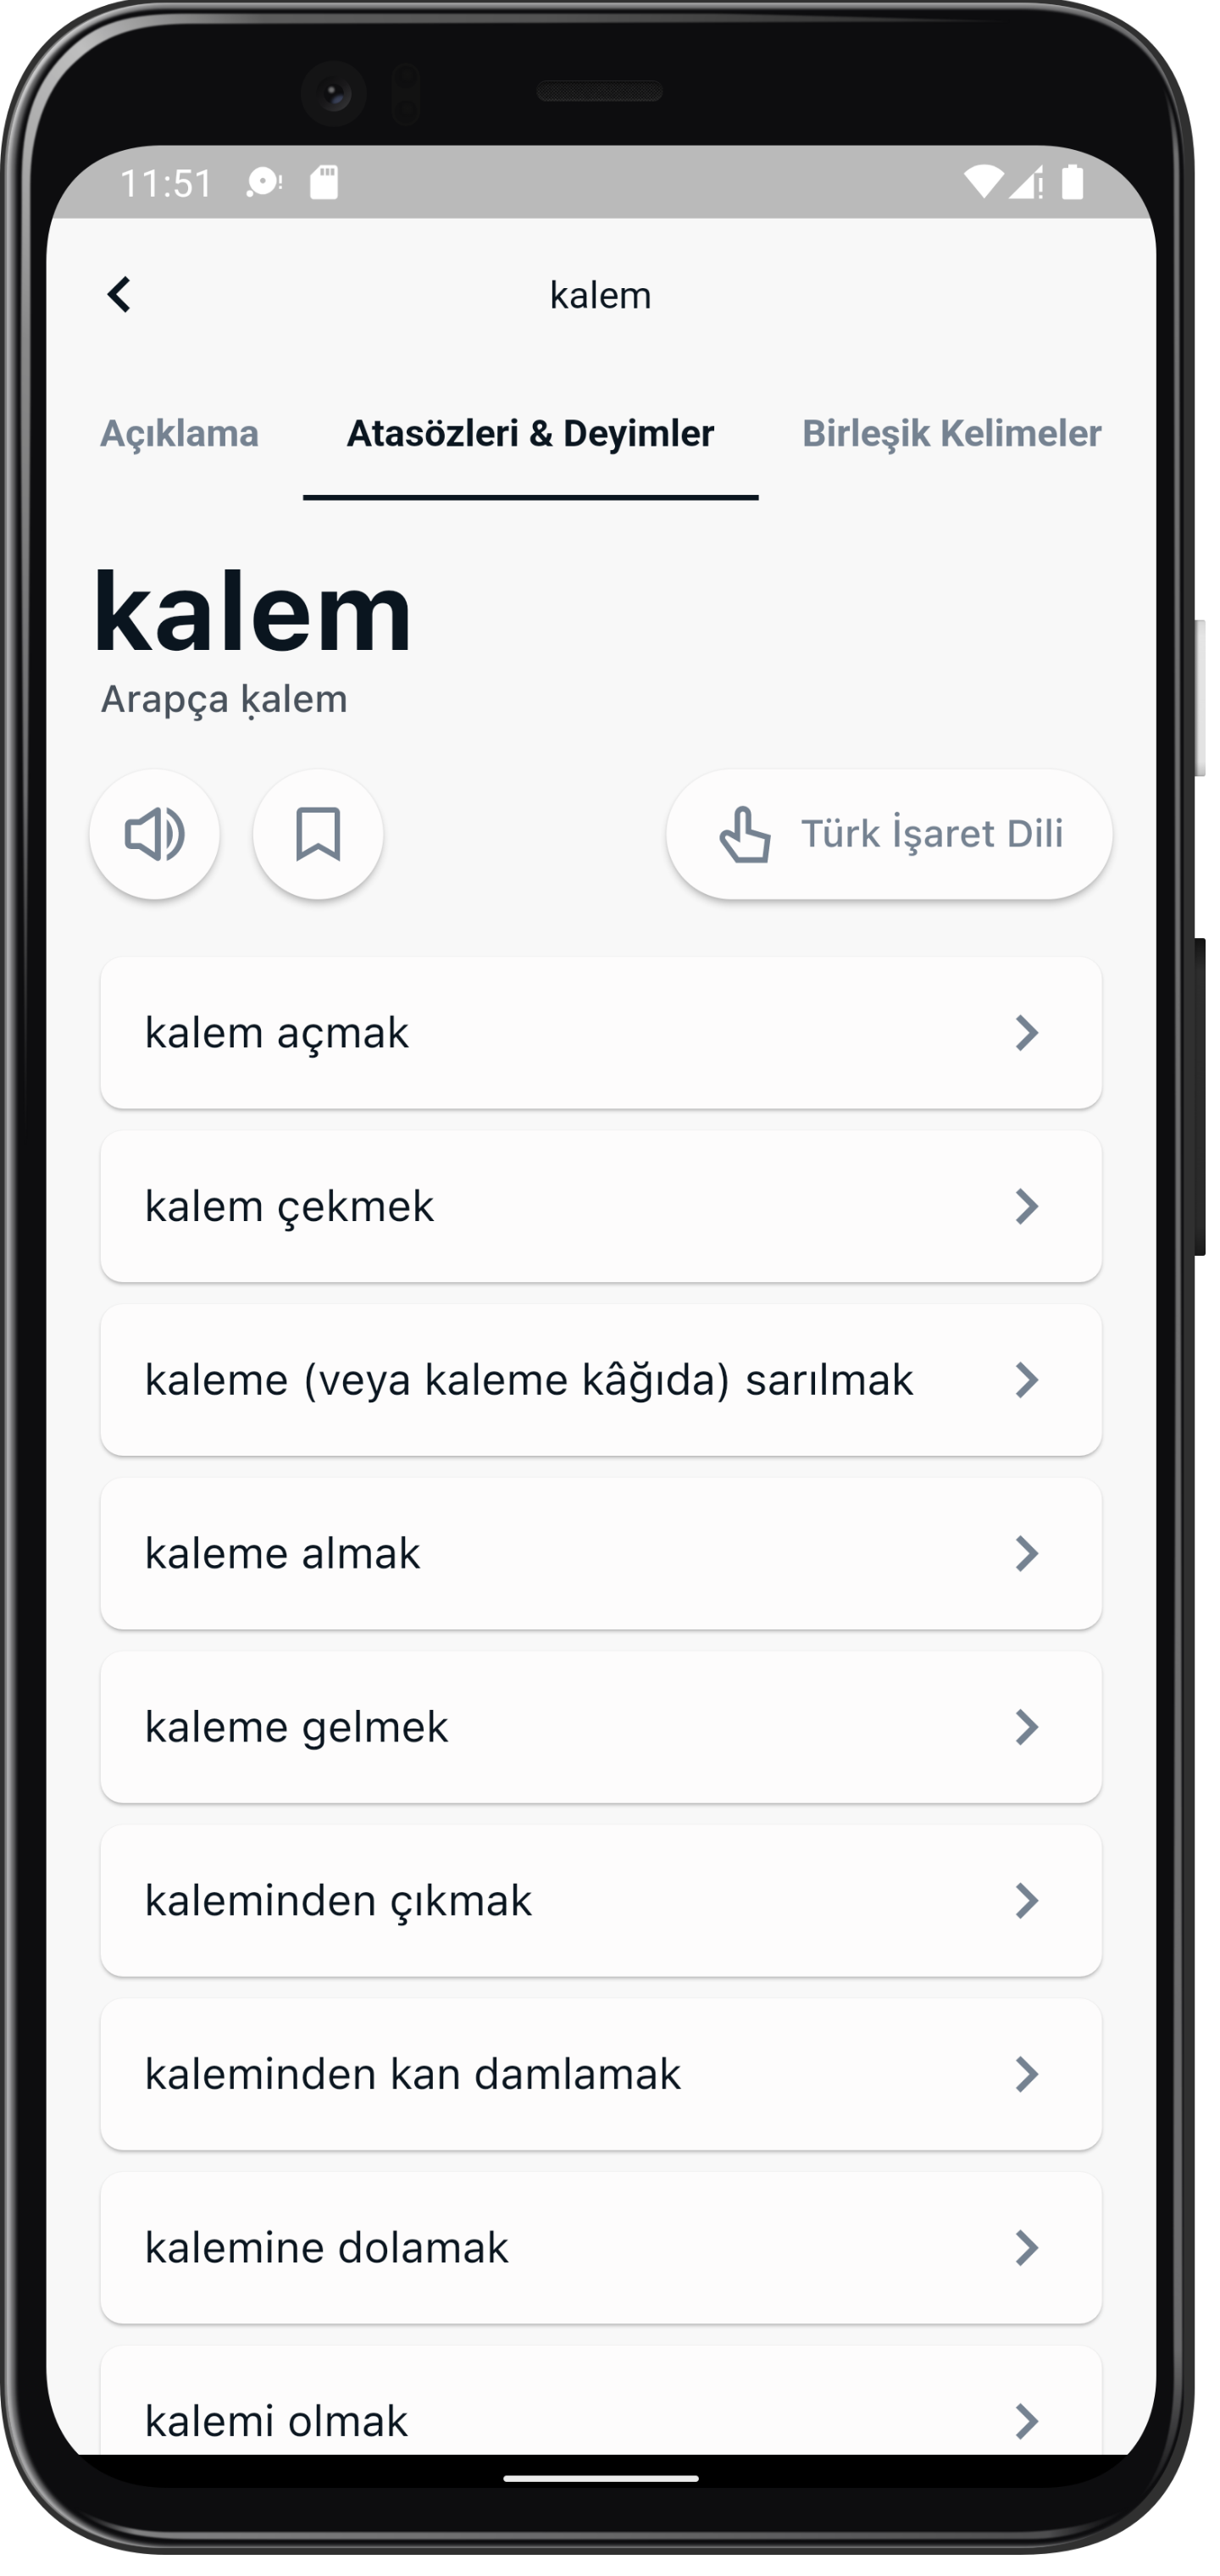 11:51
kalem
Açıklama Atasözleri & Deyimler Birleşik Kelimeler
kalem
Arapça ḳalem
Türk İşaret Dili
kalem açmak
kalem çekmek
kaleme (veya kaleme kâğıda) sarılmak
kaleme almak
kaleme gelmek
kaleminden çıkmak
kaleminden kan damlamak
kalemine dolamak
kalemi olmak